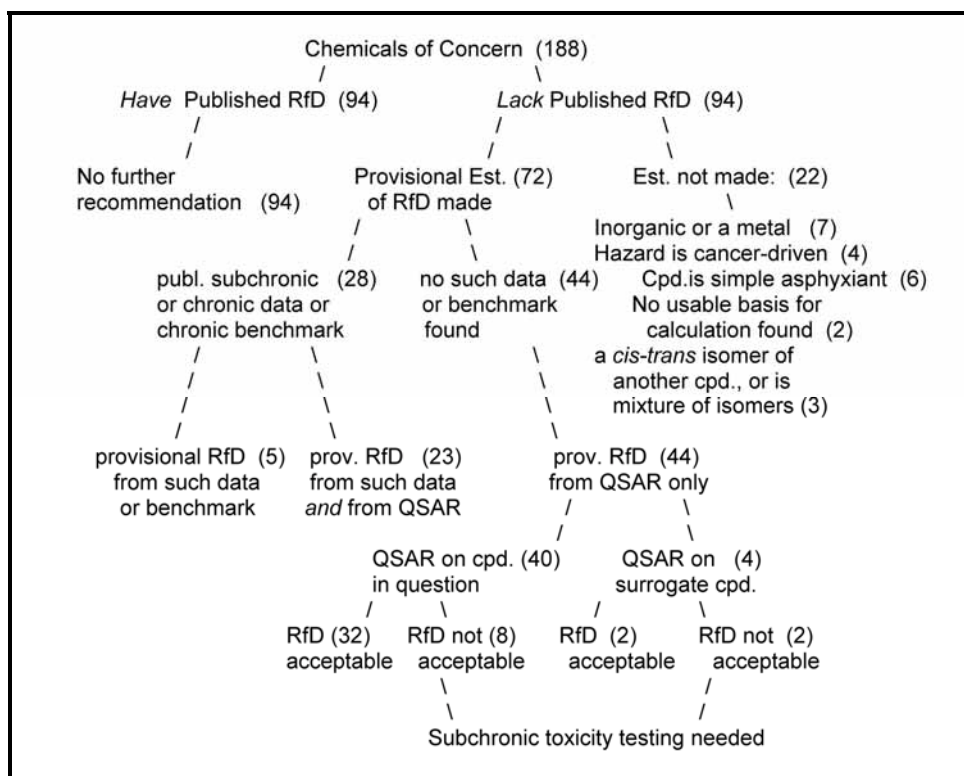 Chemicals of Concern (188)
Have Published RfD (94)
Lack Published RfD (94)
No further
recommendation (94)
Provisional Est. (72)
of RfD made
Est. not made: (22)
Inorganic or a metal (7)
Hazard is cancer-driven (4)
Cpd.is simple asphyxiant (6)
No usable basis for
calculation found (2)
a cis-trans isomer of
another cpd., or is
mixture of isomers (3)
publ. subchronic (28)
or chronic data or
chronic benchmark
no such data (44)
or benchmark
found
provisional RfD (5)
from such data
or benchmark
prov. RfD (23)
from such data
and from QSAR
prov. RfD (44)
from QSAR only
QSAR on cpd. (40)
in question
QSAR on (4)
surrogate cpd.
RfD (32)
acceptable
RfD not (8)
acceptable
RfD (2)
acceptable
RfD not (2)
acceptable
Subchronic toxicity testing needed